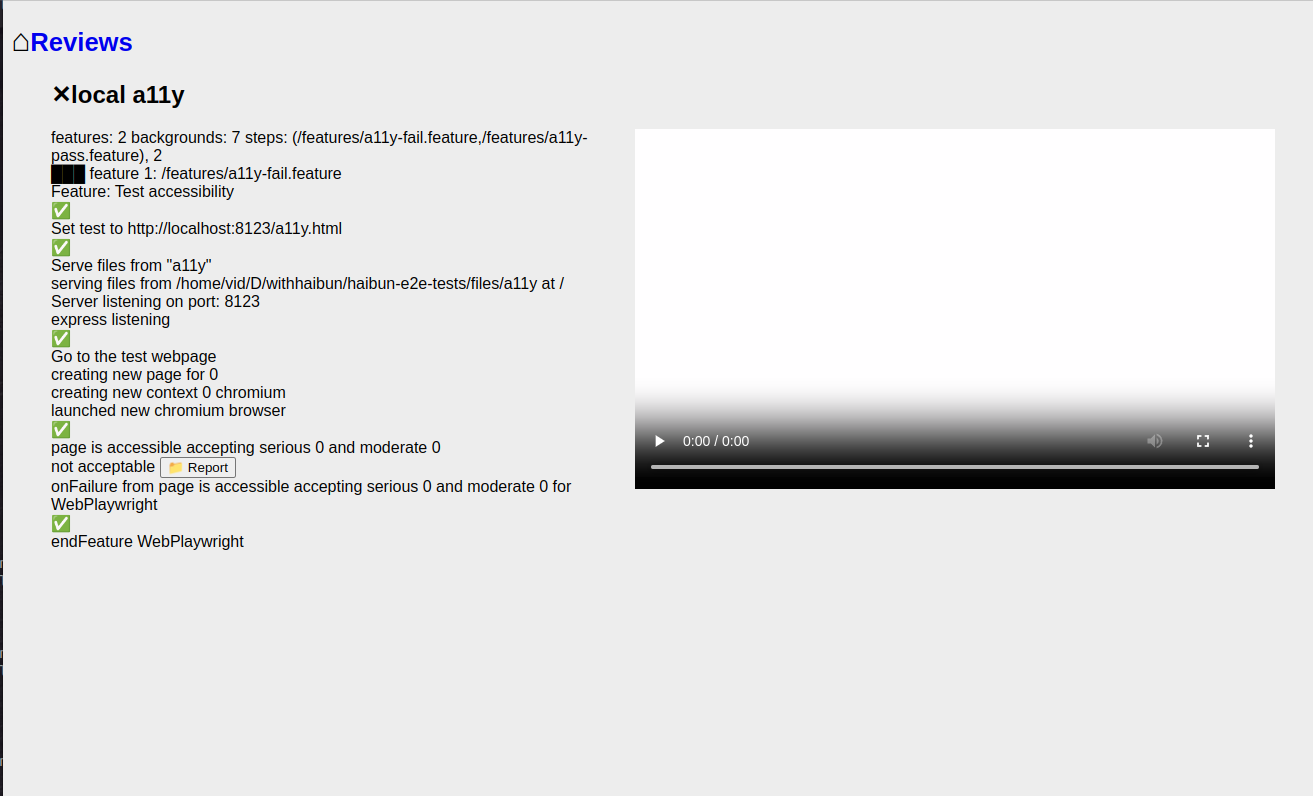 ⌂Reviews
✕local a11y
features: 2 backgrounds: 7 steps: (/features/a11y-fail.feature,/features/a11y-
pass.feature), 2
███ feature 1: /features/a11y-fail.feature
Feature: Test accessibility
✅
Set test to http://localhost:8123/a11y.html
✅
Serve files from "a11y"
serving files from /home/vid/D/withhaibun/haibun-e2e-tests/files/a11y at /
Server listening on port: 8123
express listening
✅
Go to the test webpage
creating new page for 0
creating new context 0 chromium
launched new chromium browser
✅
page is accessible accepting serious 0 and moderate 0
not acceptable 📁 Report
onFailure from page is accessible accepting serious 0 and moderate 0 for
WebPlaywright
✅
endFeature WebPlaywright
0:00 / 0:00